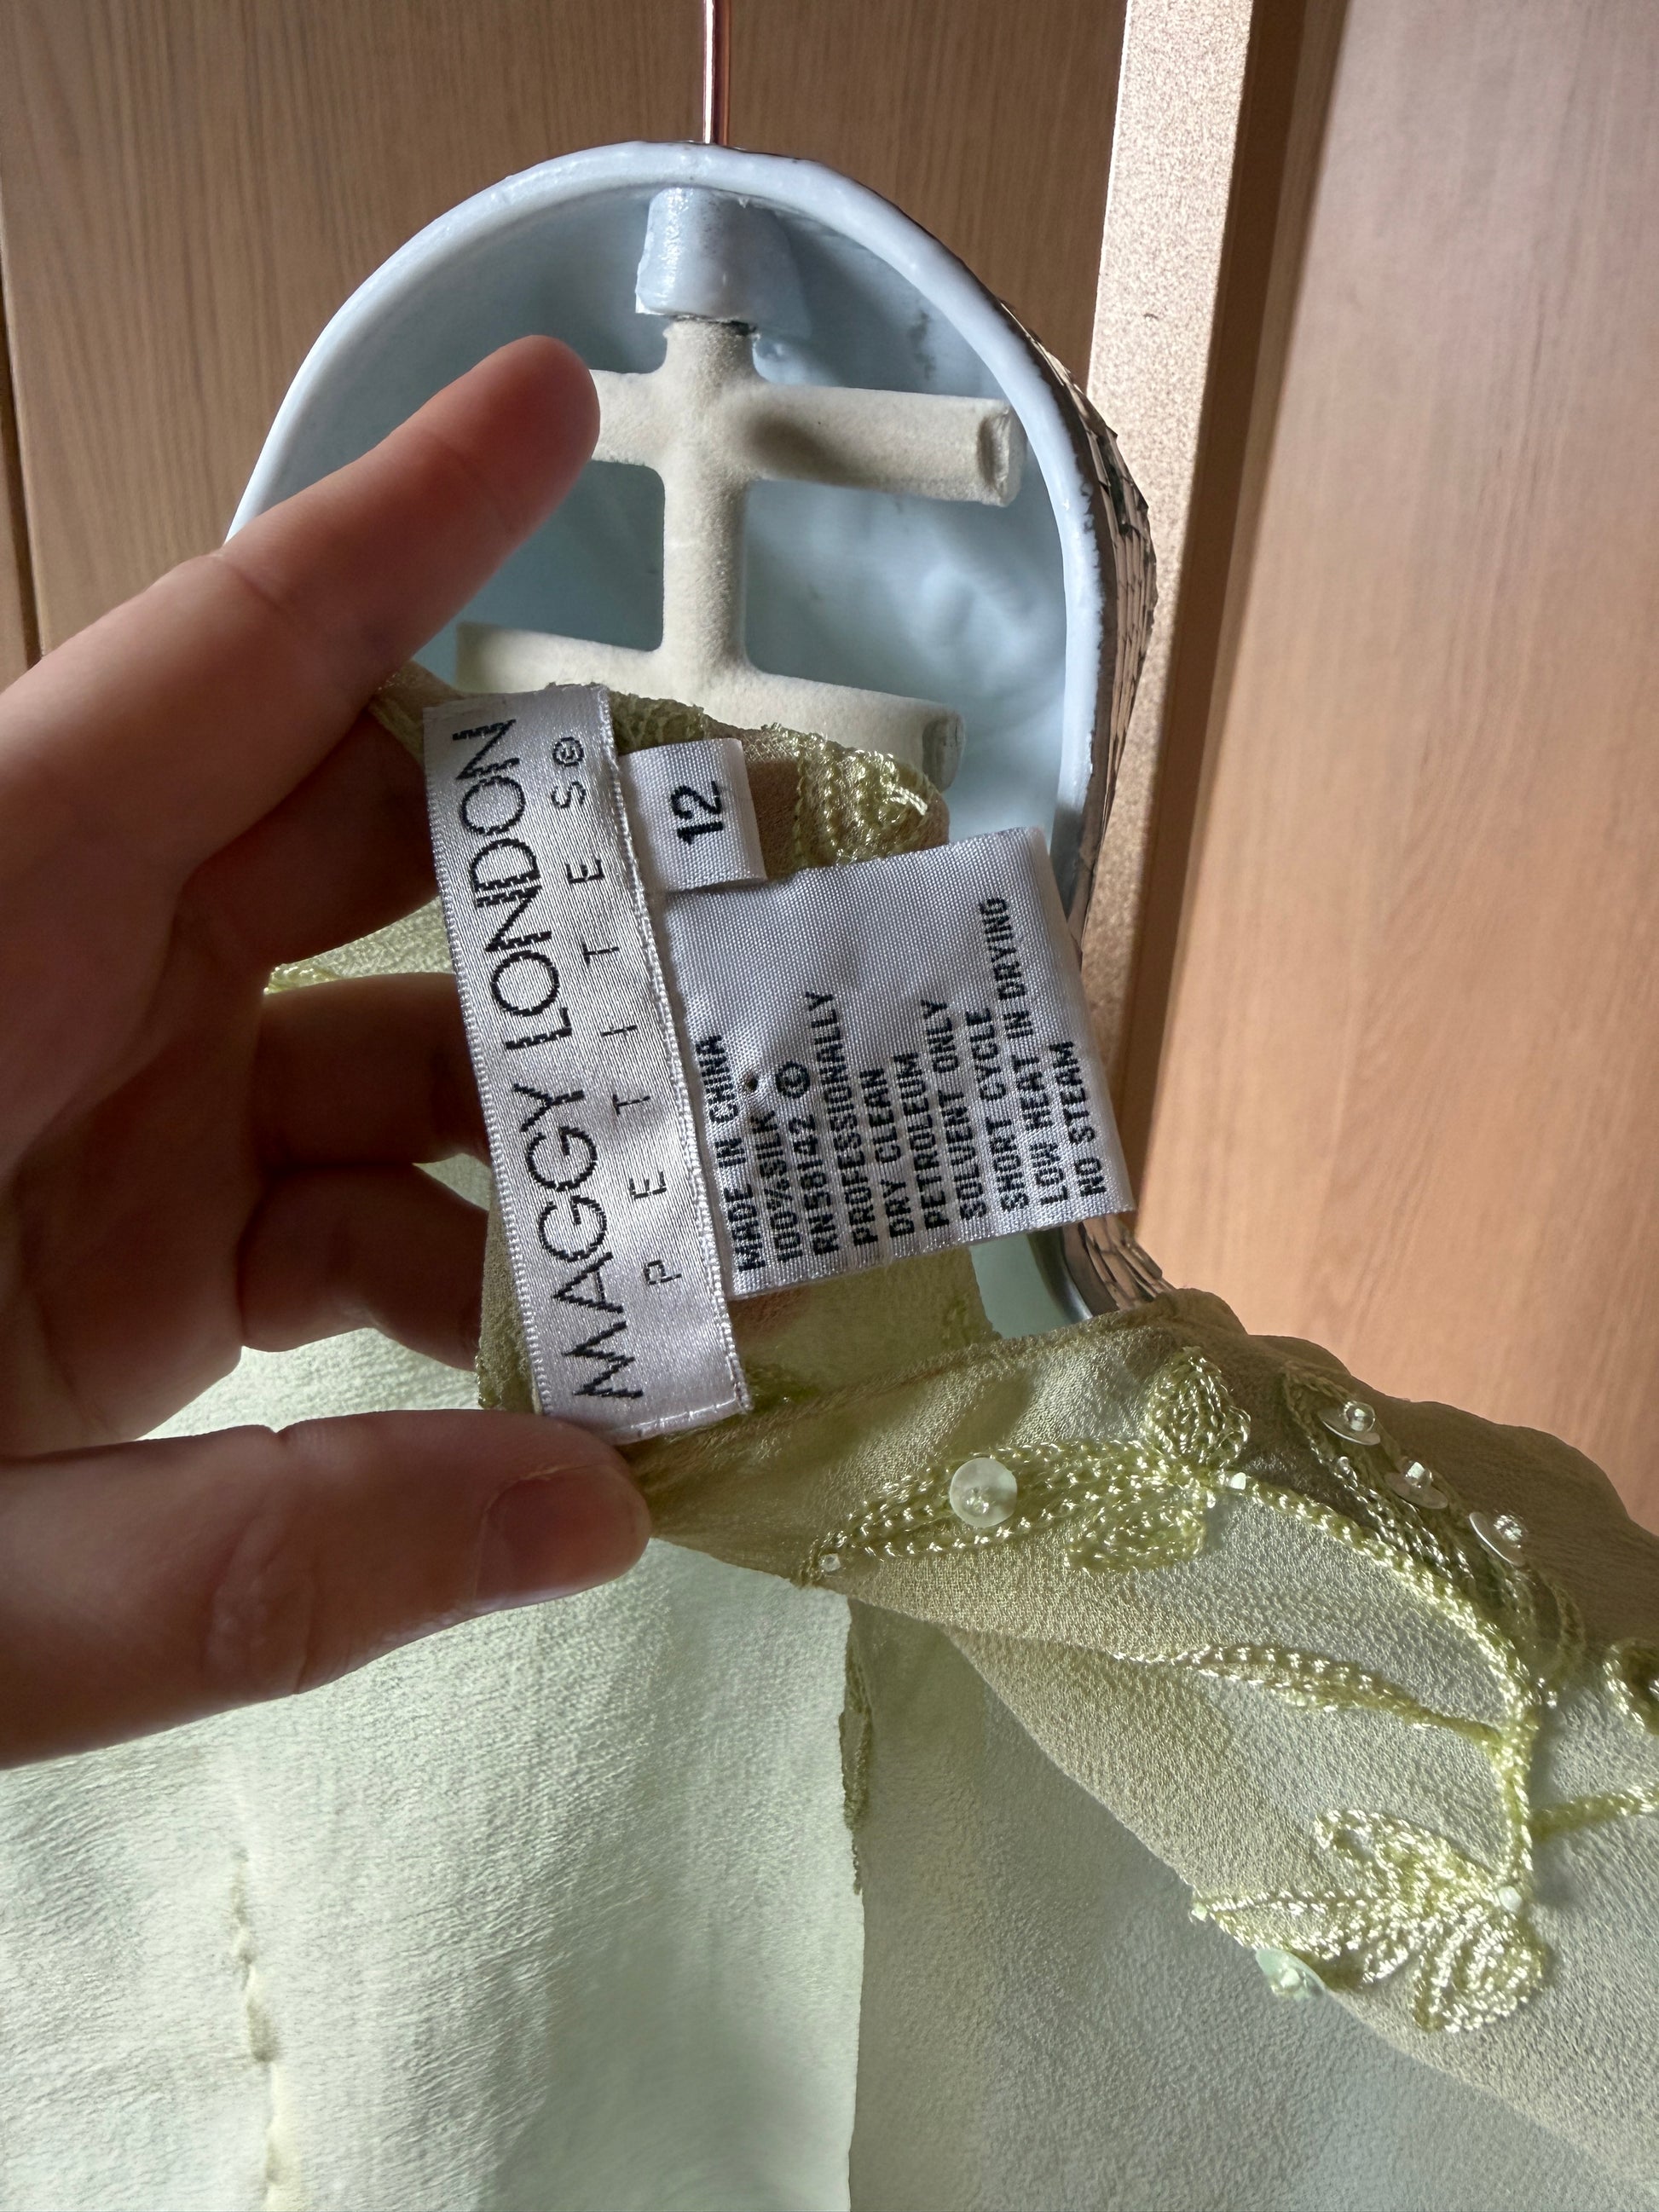 MAGGY LONDON
PETITES©
12
MADE IN CHINA
100%SILK
RN58142 ©
PROFESSIONALLY
DRY CLEAN
PETROLEUM
SOLVENT ONLY
SHORT CYCLE
LOW HEAT IN DRYING
NO STEAM